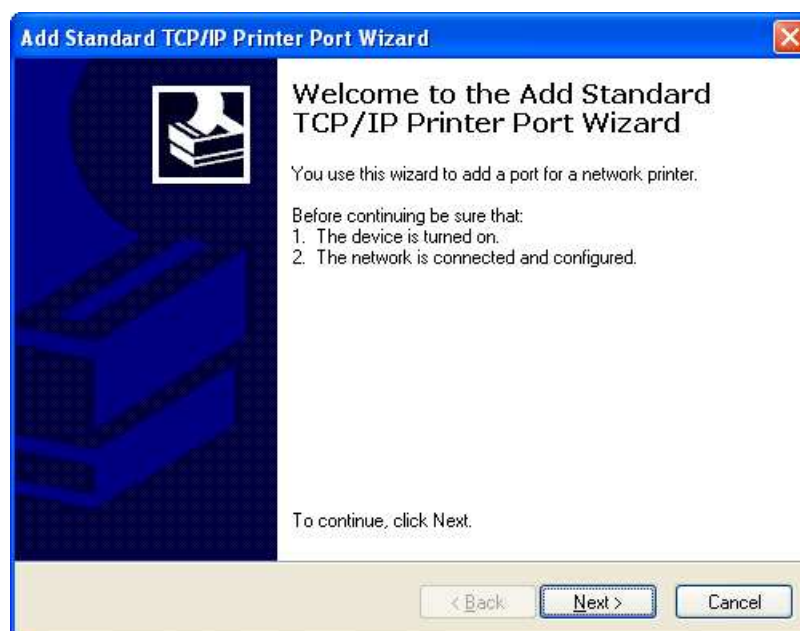 Add Standard TCP/IP Printer Port Wizard
Welcome to the Add Standard
TCP/IP Printer Port Wizard
You use this wizard to add a port for a network printer.
Before continuing be sure that:
1. The device is turned on.
2. The network is connected and configured.
To continue, click Next.
< Back
Next >
Cancel